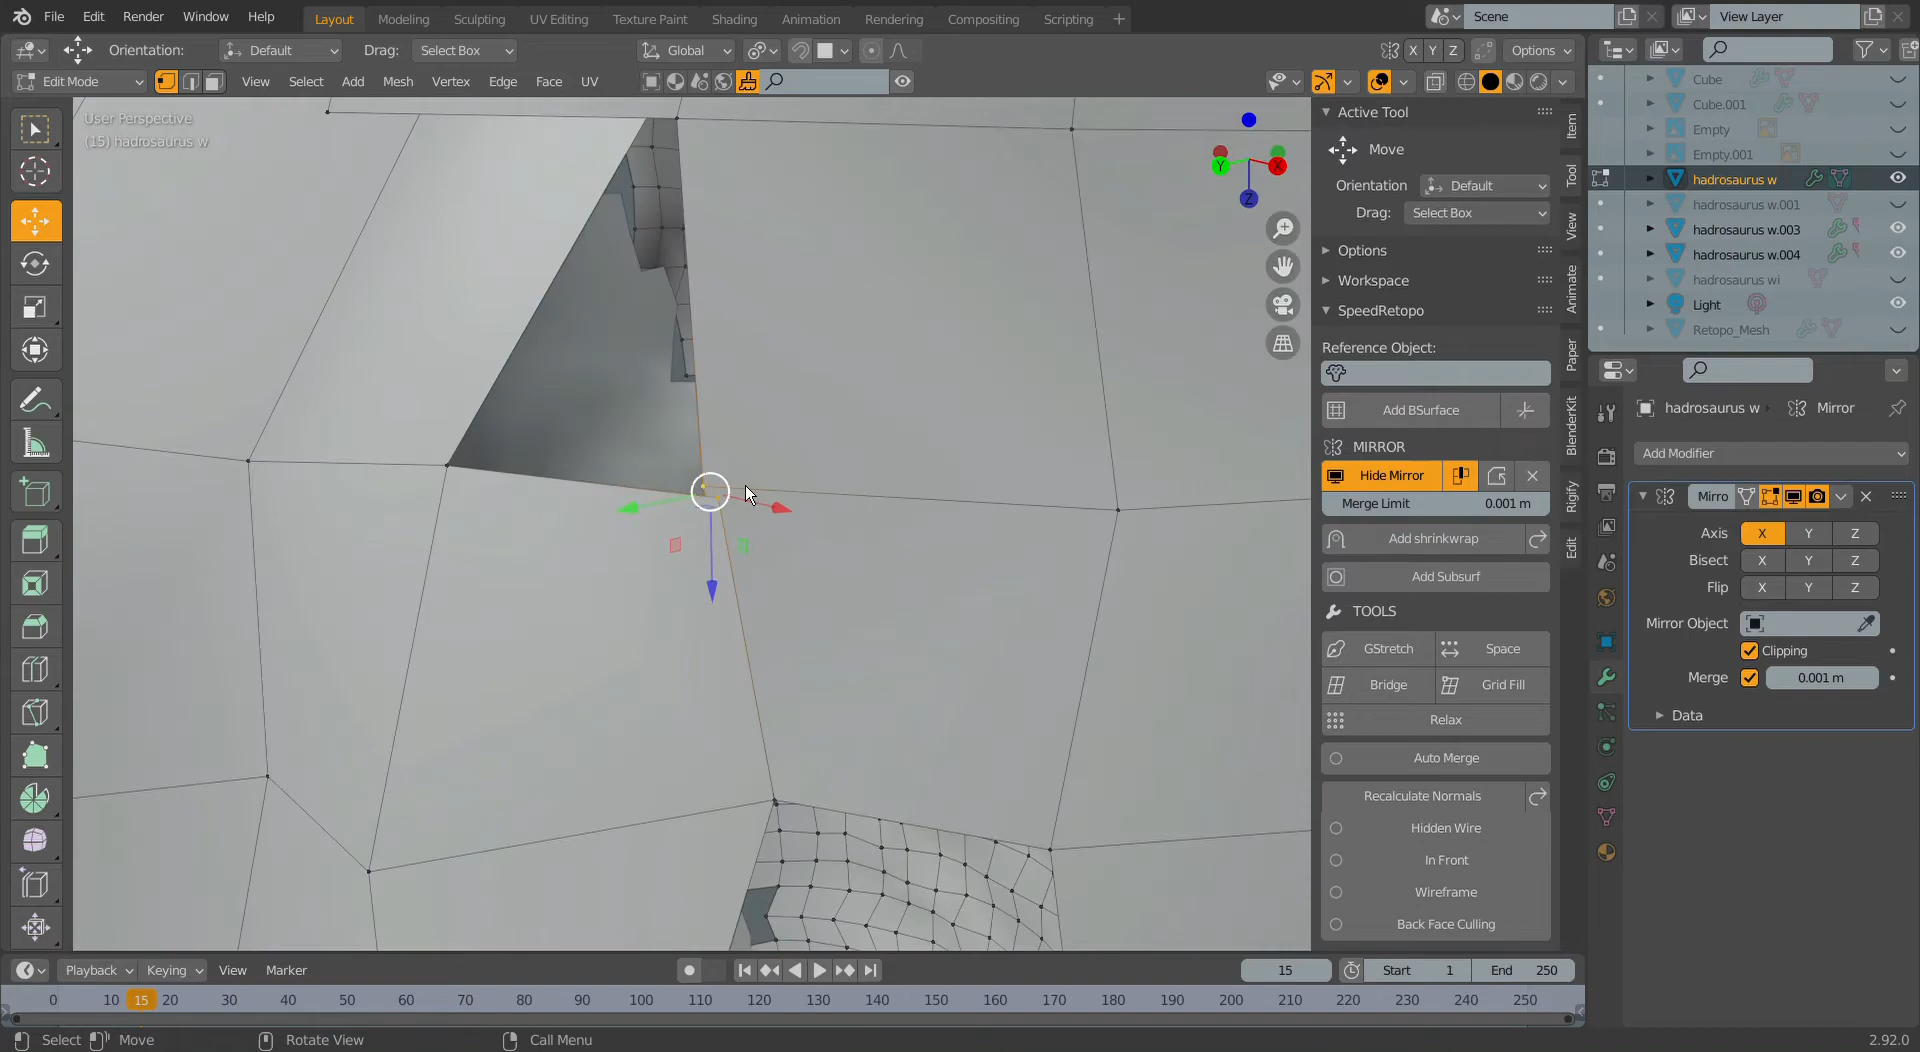 File Edit Render Window Help Layout Modeling Sculpting UV Editing Texture Paint Shading Animation Rendering Compositing Scripting + Scene View Layer
Orientation: Default Drag: Select Box Global X Y Z Options
Edit Mode View Select Add Mesh Vertex Edge Face UV
User Perspective
(15) hadrosaurus w
Y X
Z
Active Tool
Move
Orientation Default
Drag: Select Box
Options
Workspace
SpeedRetopo
Reference Object:
Add BSurface
MIRROR
Hide Mirror
Merge Limit 0.001 m
Add shrinkwrap
Add Subsurf
TOOLS
GStretch Space
Bridge Grid Fill
Relax
Auto Merge
Recalculate Normals
Hidden Wire
In Front
Wireframe
Back Face Culling
Item
Tool
View
Animate
Paper
BlenderKit
Rigify
Edit
Cube
Cube.001
Empty
Empty.001
hadrosaurus w
hadrosaurus w.001
hadrosaurus w.003
hadrosaurus w.004
hadrosaurus wi
Light
Retopo_Mesh
hadrosaurus w Mirror
Add Modifier
Mirro
Axis X Y Z
Bisect X Y Z
Flip X Y Z
Mirror Object
Clipping
Merge 0.001 m
Data
Playback Keying View Marker 15 Start 1 End 250
0 10 15 20 30 40 50 60 70 80 90 100 110 120 130 140 150 160 170 180 190 200 210 220 230 240 250
Select Move Rotate View Call Menu 2.92.0